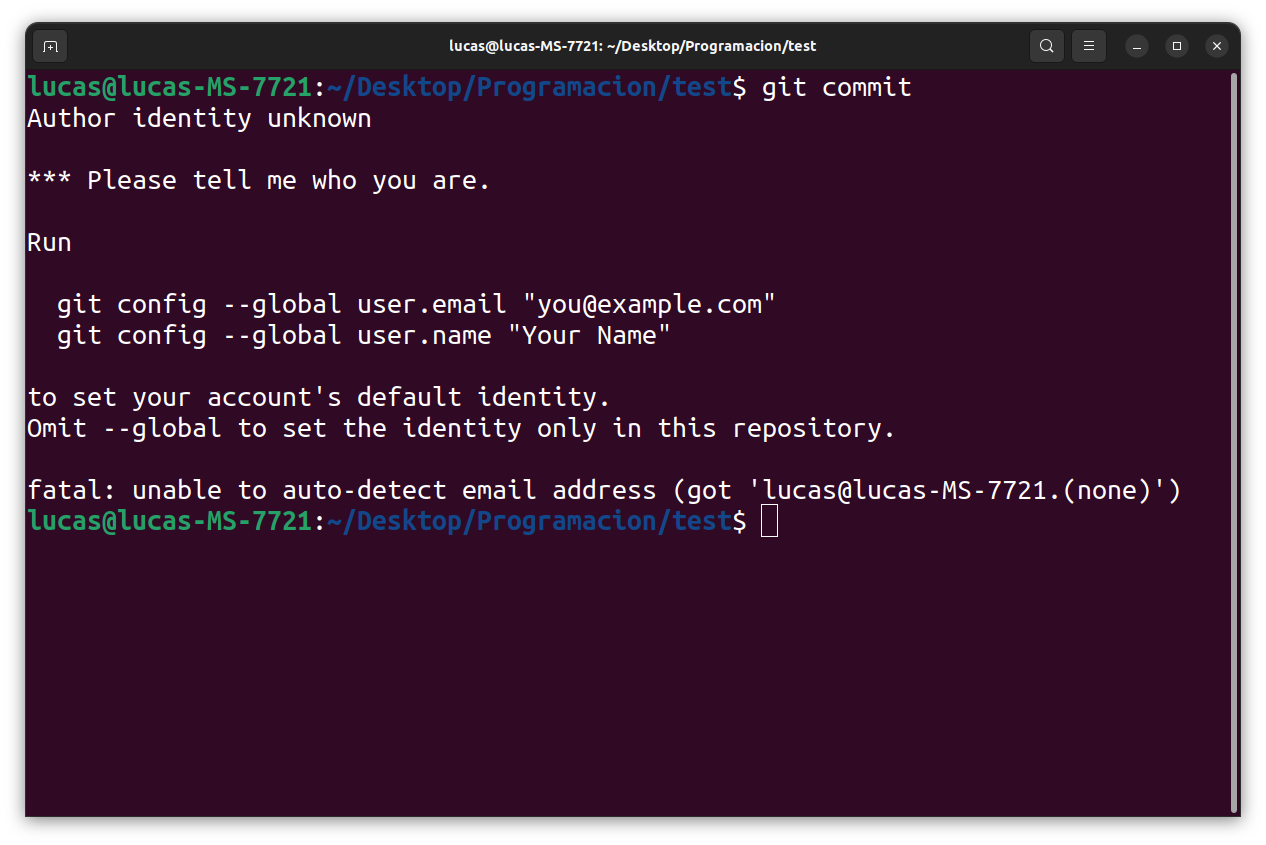 lucas@lucas-MS-7721: ~/Desktop/Programacion/test
lucas@lucas-MS-7721:~/Desktop/Programacion/test$ git commit
Author identity unknown
*** Please tell me who you are.
Run
git config --global user.email "you@example.com"
git config --global user.name "Your Name"
to set your account's default identity.
Omit --global to set the identity only in this repository.
fatal: unable to auto-detect email address (got 'lucas@lucas-MS-7721.(none)')
lucas@lucas-MS-7721:~/Desktop/Programacion/test$